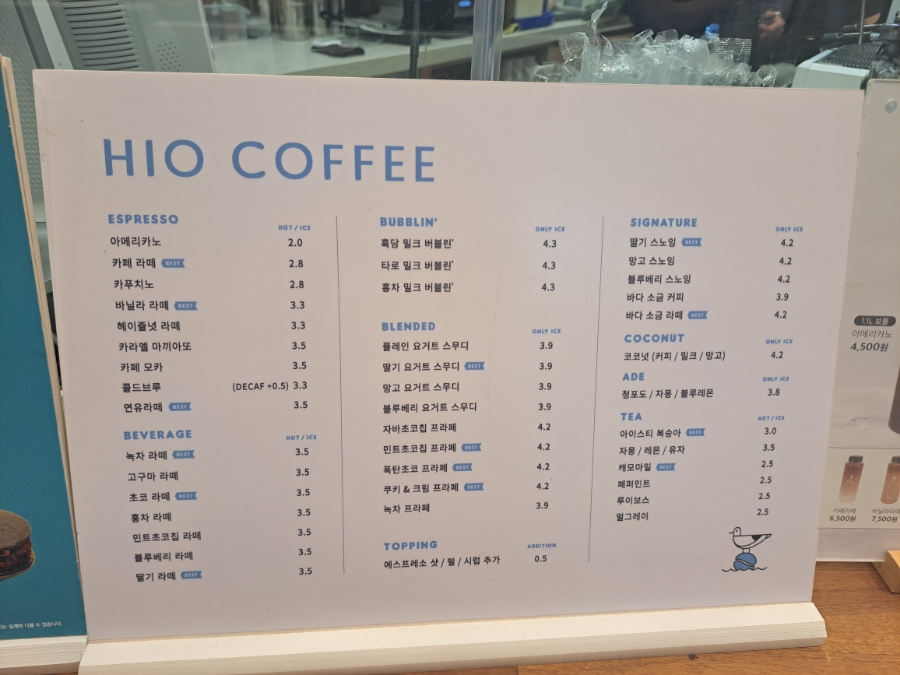 HIO COFFEE
ESPRESSO
HOT / ICE
아메리카노 2.0
카페 라떼 BEST 2.8
카푸치노 2.8
바닐라 라떼 BEST 3.3
헤이즐넛 라떼 3.3
카라멜 마끼아또 3.5
카페 모카 3.5
콜드브루 (DECAF +0.5) 3.3
연유라떼 BEST 3.5
BEVERAGE
HOT / ICE
녹차 라떼 BEST 3.5
고구마 라떼 3.5
초코 라떼 BEST 3.5
홍차 라떼 3.5
민트초코칩 라떼 3.5
블루베리 라떼 3.5
딸기 라떼 BEST 3.5
BUBBLIN'
ONLY ICE
흑당 밀크 버블린' 4.3
타로 밀크 버블린' 4.3
홍차 밀크 버블린' 4.3
BLENDED
ONLY ICE
플레인 요거트 스무디 3.9
딸기 요거트 스무디 BEST 3.9
망고 요거트 스무디 3.9
블루베리 요거트 스무디 3.9
자바초코칩 프라페 4.2
민트초코칩 프라페 BEST 4.2
폭탄초코 프라페 BEST 4.2
쿠키 & 크림 프라페 BEST 4.2
녹차 프라페 3.9
TOPPING
ADDITION
에스프레소 샷 / 펄 / 시럽 추가 0.5
SIGNATURE
ONLY ICE
딸기 스노잉 BEST 4.2
망고 스노잉 4.2
블루베리 스노잉 4.2
바다 소금 커피 3.9
바다 소금 라떼 BEST 4.2
COCONUT
ONLY ICE
코코넛 (커피 / 밀크 / 망고) 4.2
ADE
ONLY ICE
청포도 / 자몽 / 블루레몬 3.8
TEA
HOT / ICE
아이스티 복숭아 BEST 3.0
자몽 / 레몬 / 유자 3.5
캐모마일 BEST 2.5
페퍼민트 2.5
루이보스 2.5
얼그레이 2.5
1.1L 보틀
아메리카노
4,500원
카페라떼
6,500원
바닐라라떼
7,500원